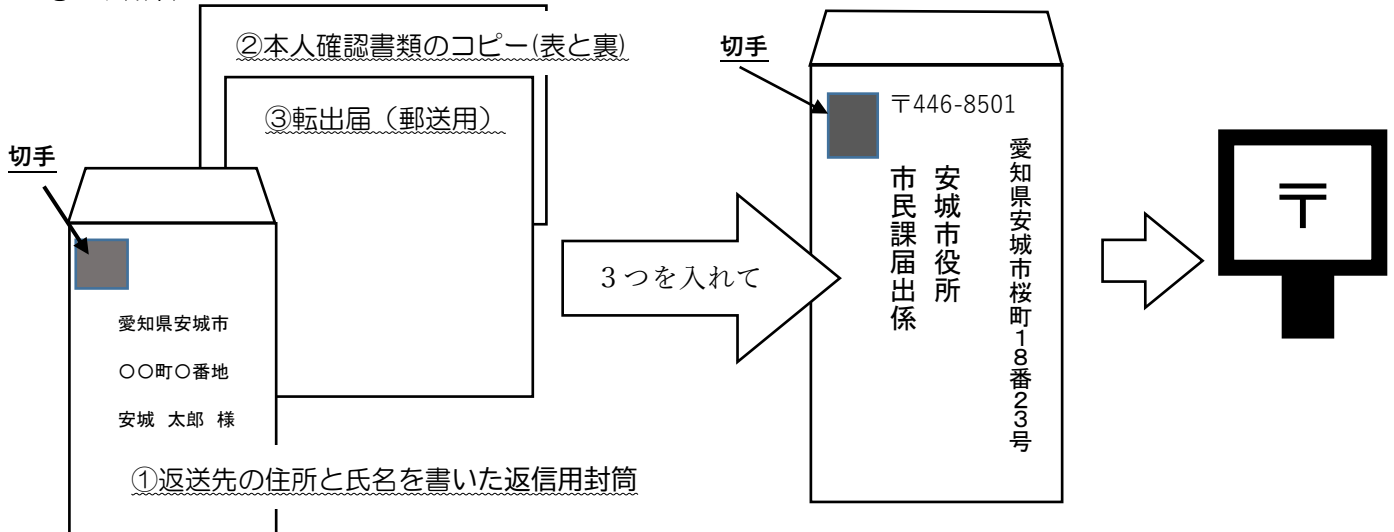 ②本人確認書類のコピー(表と裏)
③転出届（郵送用）
切手
愛知県安城市
〇〇町〇番地
安城 太郎 様
①返送先の住所と氏名を書いた返信用封筒
3つを入れて
切手
〒446-8501
愛知県安城市桜町18番23号
安城市役所
市民課届出係
〒